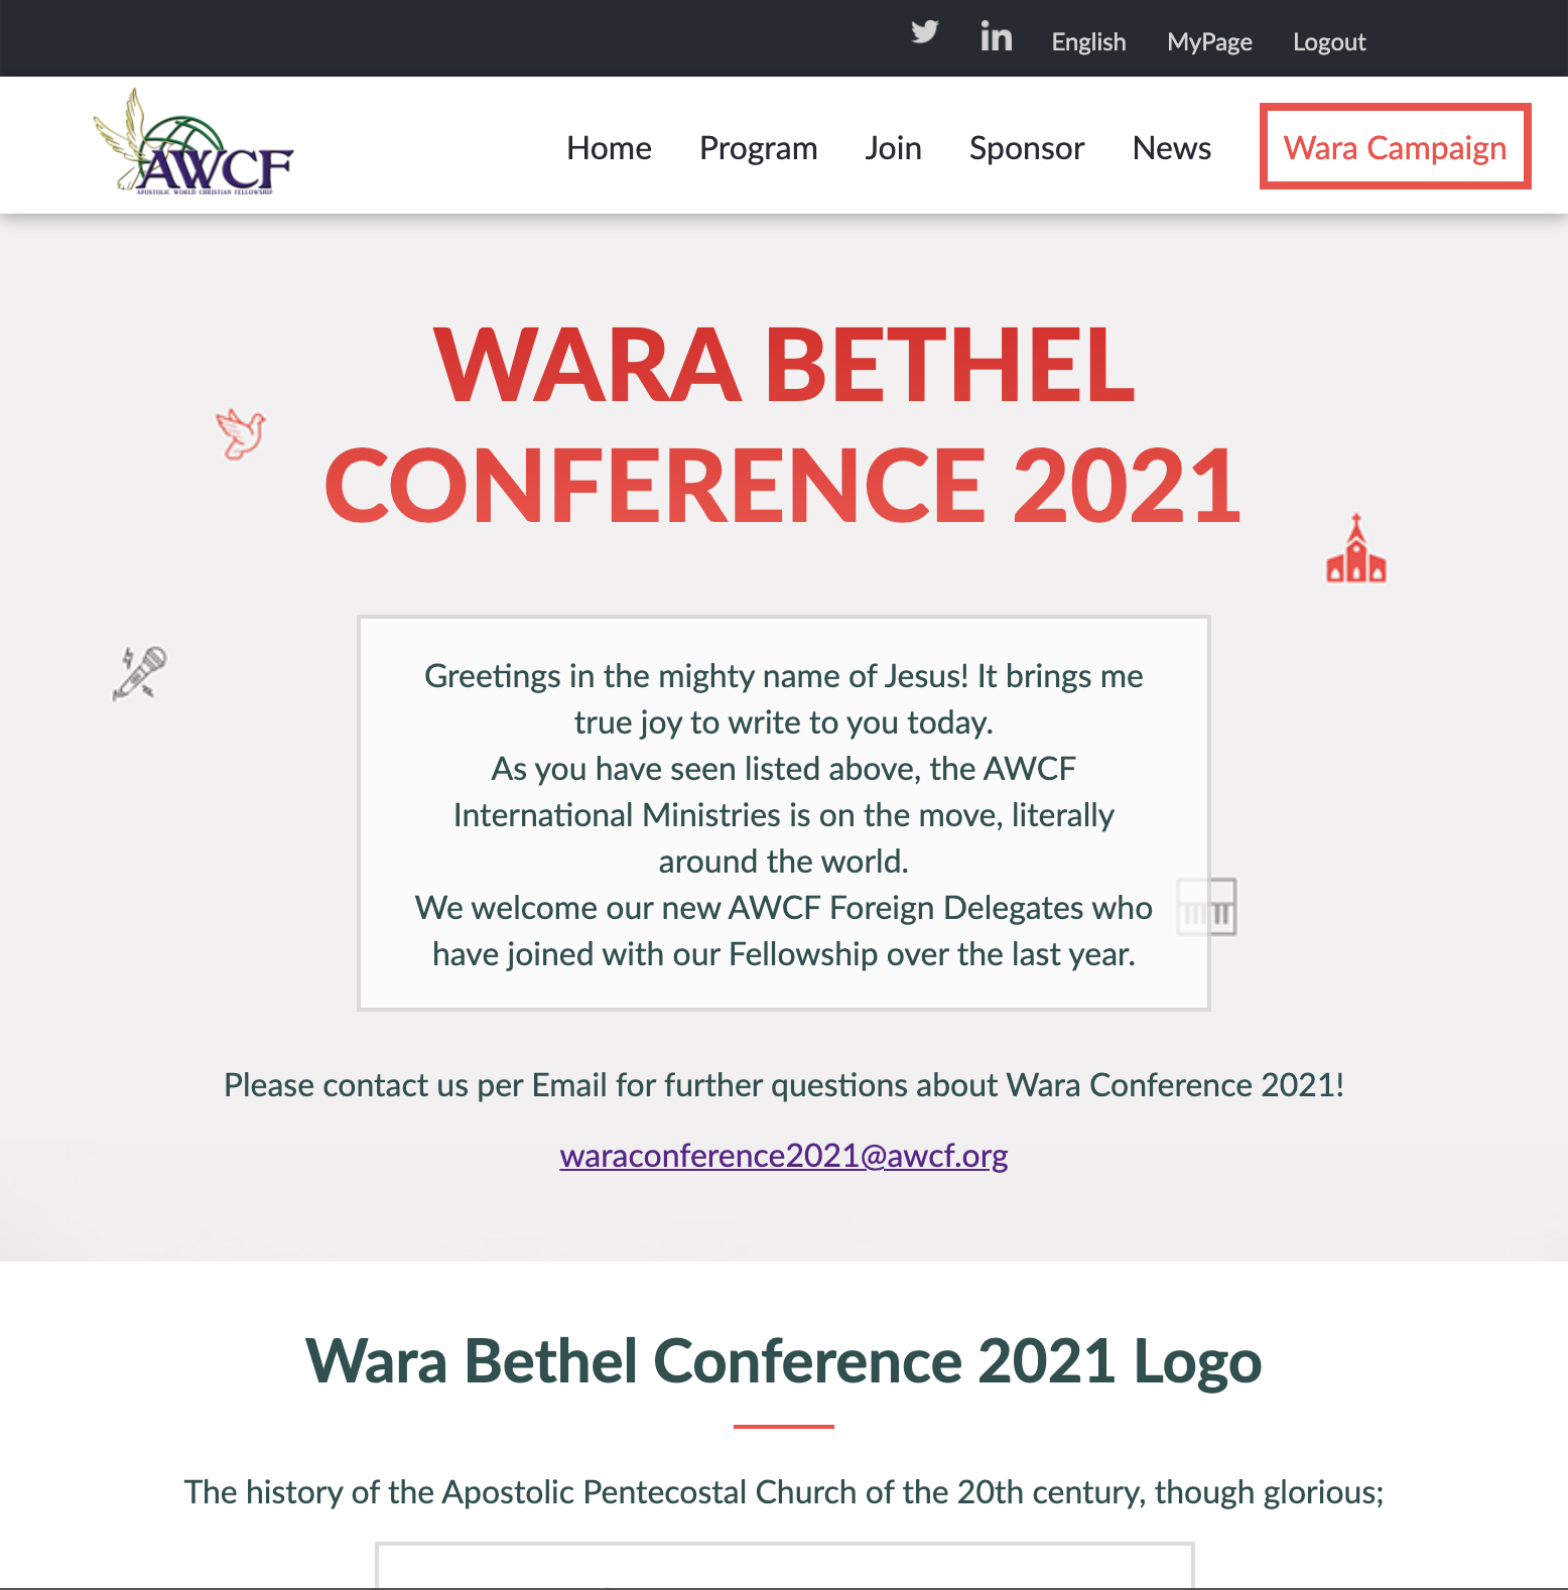 English MyPage Logout
AWCF
APOSTOLIC WORLD CHRISTIAN FELLOWSHIP
Home Program Join Sponsor News Wara Campaign
WARA BETHEL
CONFERENCE 2021
Greetings in the mighty name of Jesus! It brings me
true joy to write to you today.
As you have seen listed above, the AWCF
International Ministries is on the move, literally
around the world.
We welcome our new AWCF Foreign Delegates who
have joined with our Fellowship over the last year.
Please contact us per Email for further questions about Wara Conference 2021!
waraconference2021@awcf.org
Wara Bethel Conference 2021 Logo
The history of the Apostolic Pentecostal Church of the 20th century, though glorious;